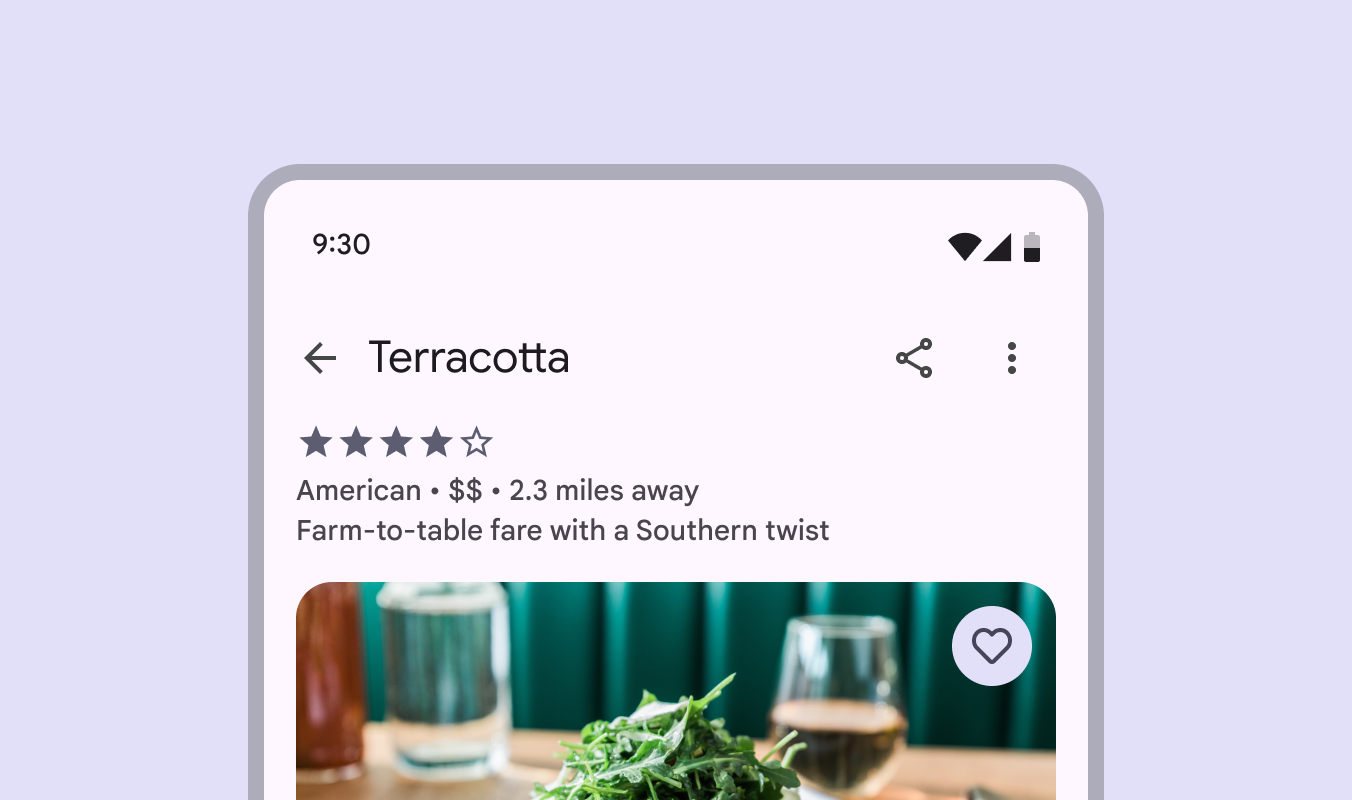 9:30
Terracotta
American • $$ • 2.3 miles away
Farm-to-table fare with a Southern twist